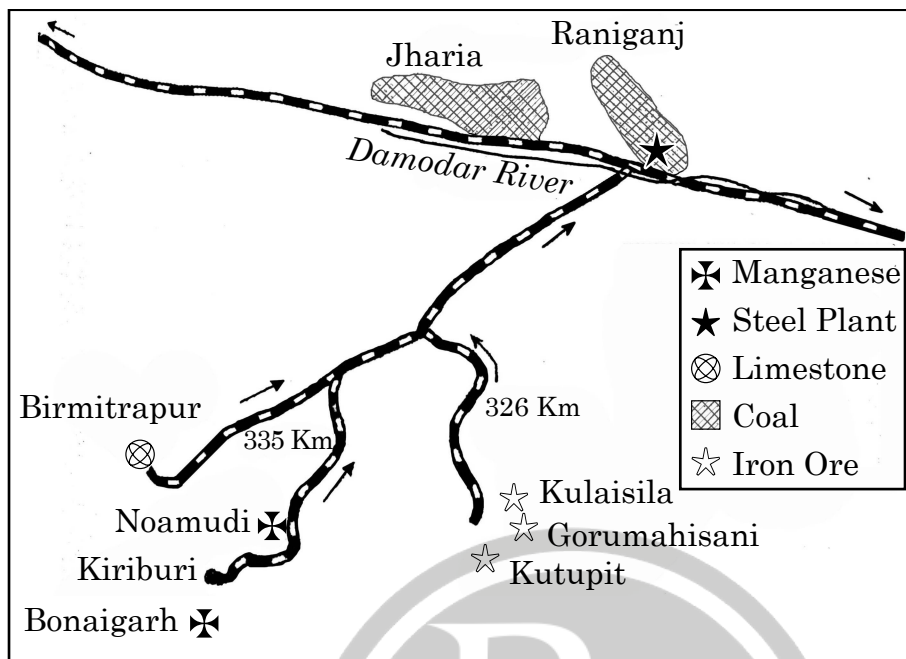 Raniganj
Jharia
Damodar River
Manganese
Steel Plant
Limestone
Coal
Iron Ore
Birmitrapur
335 Km
326 Km
Kulaisila
Noamudi
Gorumahisani
Kiriburi
Kutupit
Bonaigarh